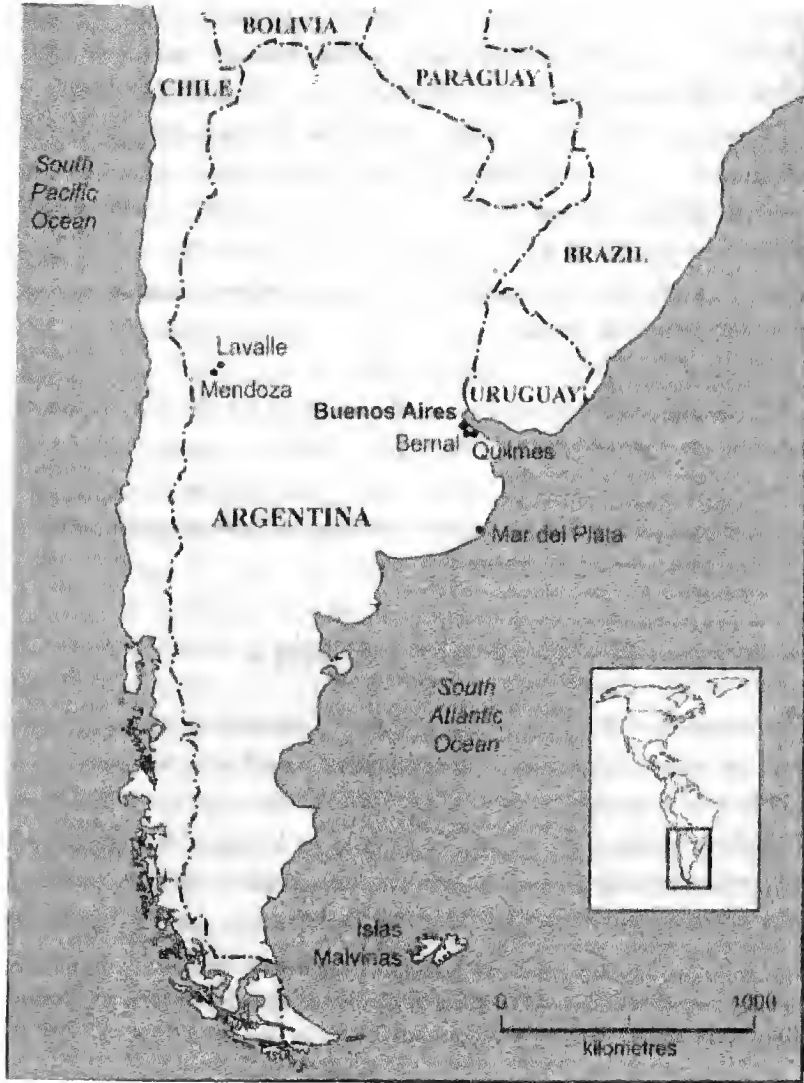 BOLIVIA
PARAGUAY
CHILE
South
Pacific
Ocean
BRAZIL
Lavalle
Mendoza
URUGUAY
Buenos Aires
Bernal
Quilmes
ARGENTINA
Mar del Plata
South
Atlantic
Ocean
Islas
Malvinas
0 1000
kilometres